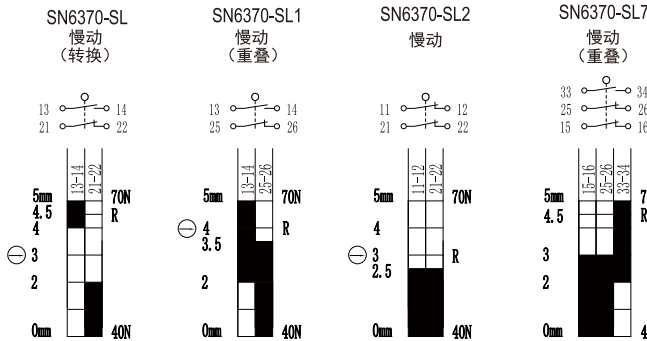 SN6370-SL
慢动
（转换）
13 14
21 22
13-14
21-22
5mm 70N
4.5 R
4
3
2
0mm 40N
SN6370-SL1
慢动
（重叠）
13 14
25 26
13-14
25-26
5mm 70N
4 R
3.5
2
0mm 40N
SN6370-SL2
慢动
11 12
21 22
11-12
21-22
5mm 70N
4
3 R
2.5
0mm 40N
SN6370-SL7
慢动
（重叠）
33 34
25 26
15 16
15-16
25-26
33-34
5mm 7
4.5 R
4
3
2
0mm 4